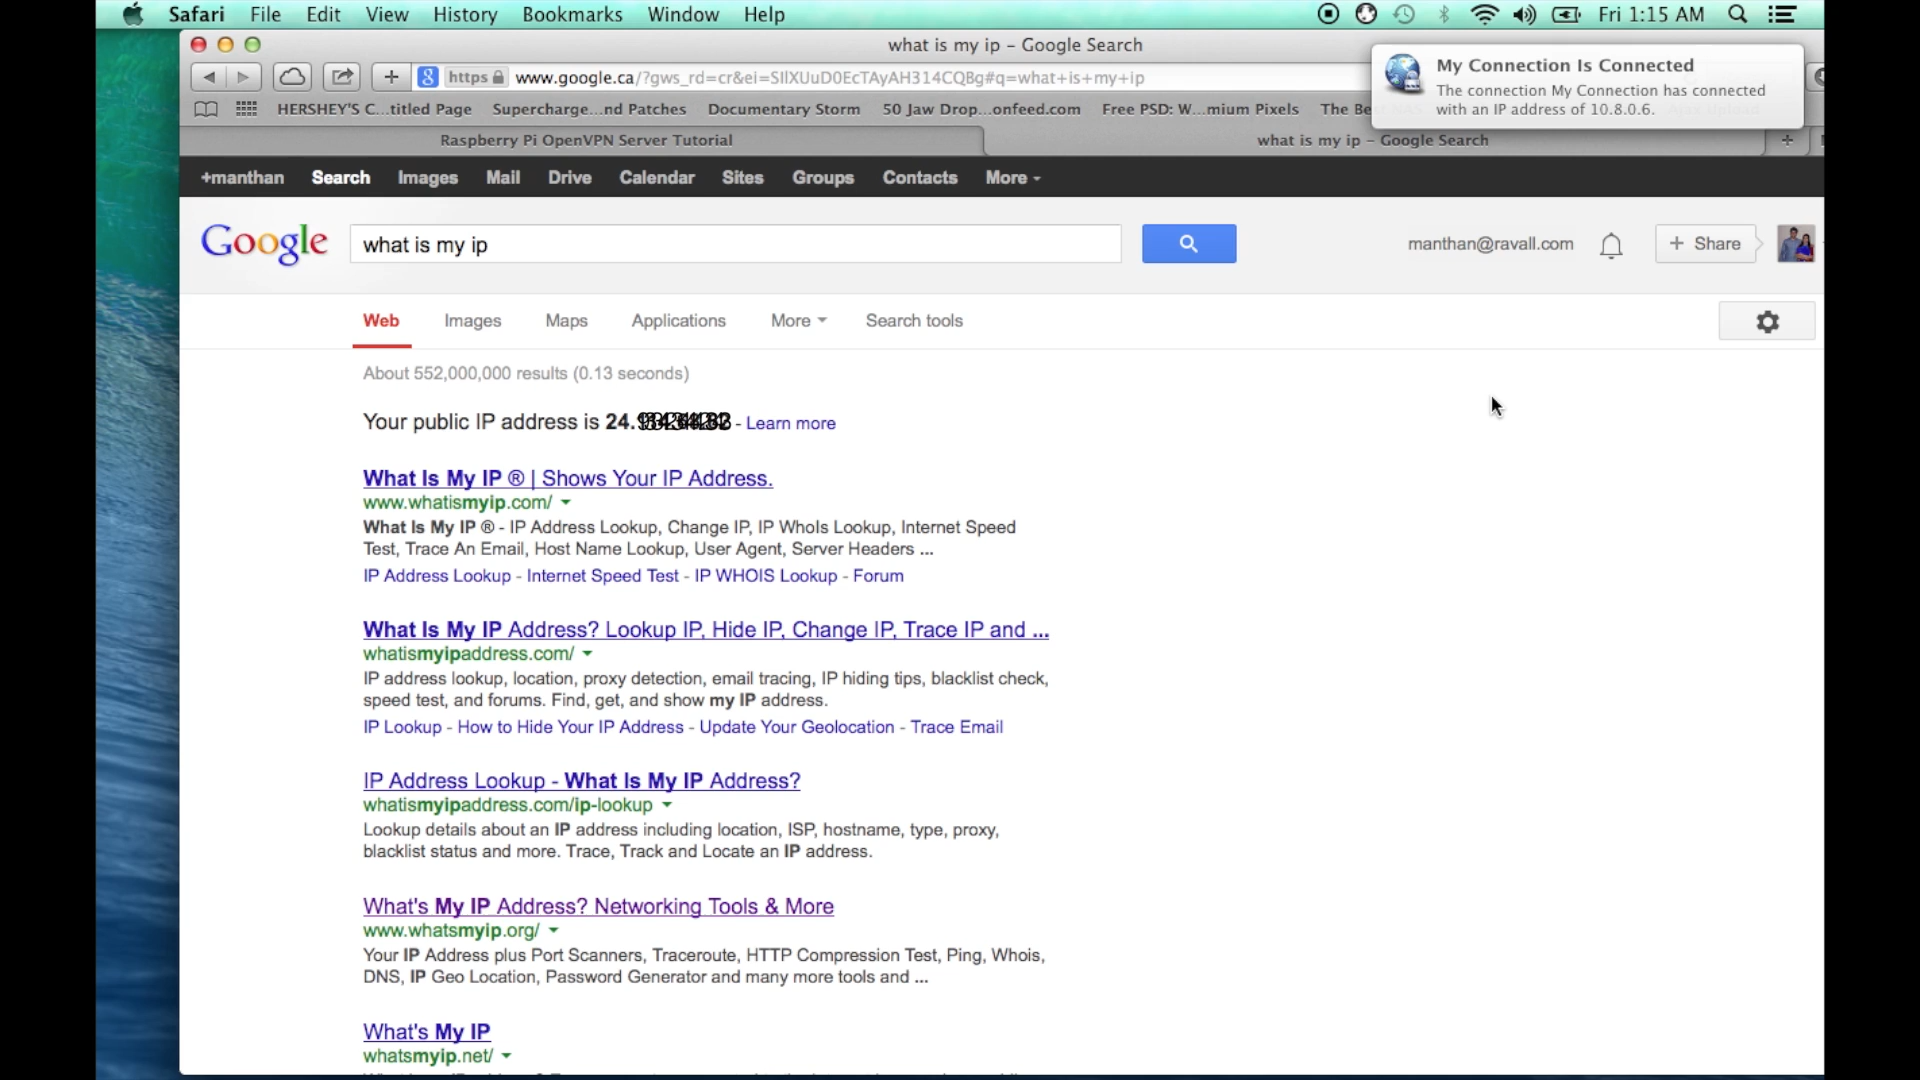 Safari File Edit View History Bookmarks Window Help Fri 1:15 AM
what is my ip – Google Search
My Connection Is Connected
The connection My Connection has connected
with an IP address of 10.8.0.6.
https www.google.ca/?gws_rd=cr&ei=SIlXUuD0EcTAyAH314CQBg#q=what+is+my+ip
HERSHEY'S C...titled Page Supercharge...nd Patches Documentary Storm 50 Jaw Drop...onfeed.com Free PSD: W...mium Pixels The Be
Raspberry Pi OpenVPN Server Tutorial what is my ip – Google Search
+manthan Search Images Mail Drive Calendar Sites Groups Contacts More
Google what is my ip manthan@ravall.com + Share
Web Images Maps Applications More Search tools
About 552,000,000 results (0.13 seconds)
Your public IP address is 24. - Learn more
What Is My IP ® | Shows Your IP Address.
www.whatismyip.com/
What Is My IP ® - IP Address Lookup, Change IP, IP WhoIs Lookup, Internet Speed
Test, Trace An Email, Host Name Lookup, User Agent, Server Headers ...
IP Address Lookup - Internet Speed Test - IP WHOIS Lookup - Forum
What Is My IP Address? Lookup IP, Hide IP, Change IP, Trace IP and ...
whatismyipaddress.com/
IP address lookup, location, proxy detection, email tracing, IP hiding tips, blacklist check,
speed test, and forums. Find, get, and show my IP address.
IP Lookup - How to Hide Your IP Address - Update Your Geolocation - Trace Email
IP Address Lookup - What Is My IP Address?
whatismyipaddress.com/ip-lookup
Lookup details about an IP address including location, ISP, hostname, type, proxy,
blacklist status and more. Trace, Track and Locate an IP address.
What's My IP Address? Networking Tools & More
www.whatsmyip.org/
Your IP Address plus Port Scanners, Traceroute, HTTP Compression Test, Ping, Whois,
DNS, IP Geo Location, Password Generator and many more tools and ...
What's My IP
whatsmyip.net/